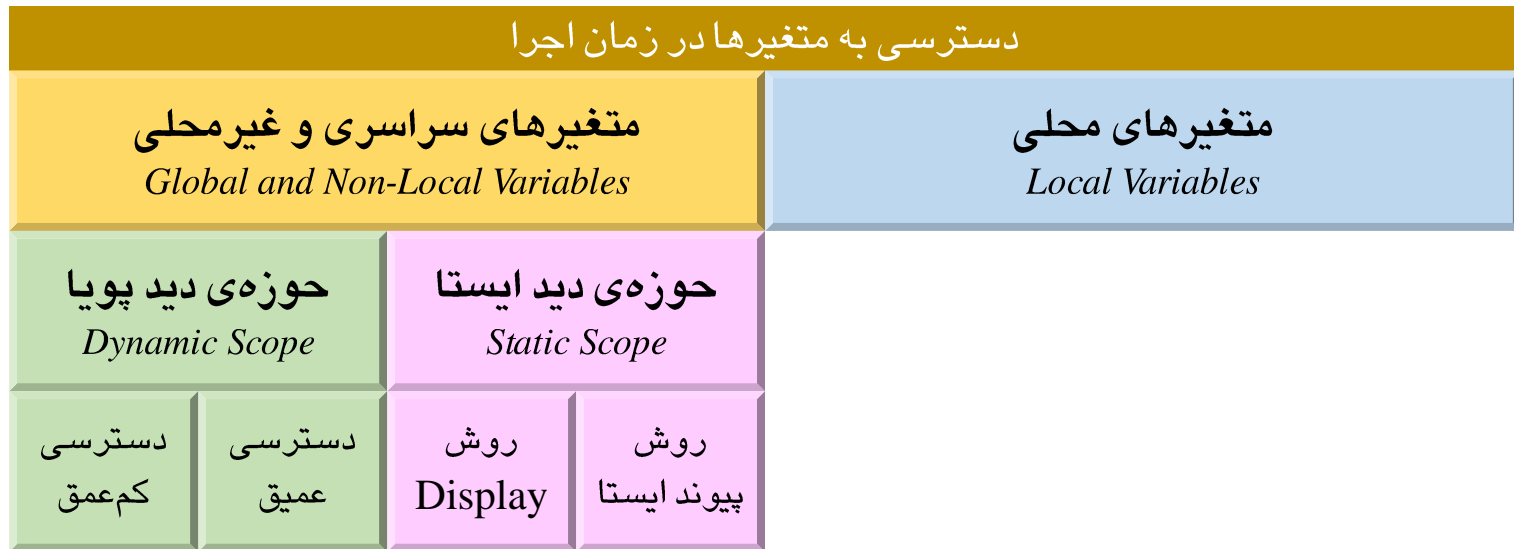 دسترسی به متغیرها در زمان اجرا
متغیرهای محلی
Local Variables
متغیرهای سراسری و غیرمحلی
Global and Non-Local Variables
حوزه‌ی دید ایستا
Static Scope
حوزه‌ی دید پویا
Dynamic Scope
روش
پیوند ایستا
روش
Display
دسترسی
عمیق
دسترسی
کم‌عمق